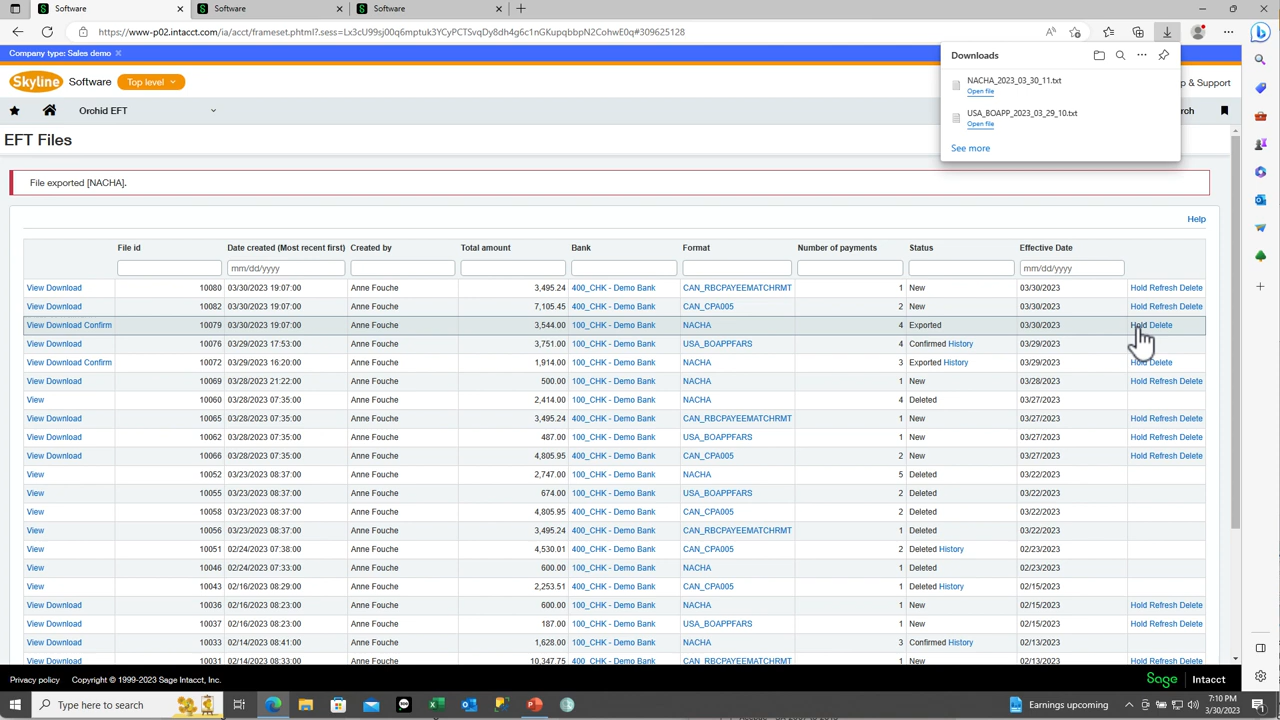 Software
Software
Software
https://www-p02.intacct.com/ia/acct/frameset.phtml?.sess=Lx3cU99sj00q6mptuk3YCyPCTSvqDy8dh4g6c1nGKupqbbpN2CohwE0q#309625128
Company type: Sales demo
Skyline Software Top level
p & Support
Orchid EFT
rch
EFT Files
Downloads
NACHA_2023_03_30_11.txt
Open file
USA_BOAPP_2023_03_29_10.txt
Open file
See more
File exported [NACHA].
Help
File id Date created (Most recent first) Created by Total amount Bank Format Number of payments Status Effective Date
mm/dd/yyyy mm/dd/yyyy
View Download 10080 03/30/2023 19:07:00 Anne Fouche 3,495.24 400_CHK - Demo Bank CAN_RBCPAYEEMATCHRMT 1 New 03/30/2023 Hold Refresh Delete
View Download 10082 03/30/2023 19:07:00 Anne Fouche 7,105.45 400_CHK - Demo Bank CAN_CPA005 2 New 03/30/2023 Hold Refresh Delete
View Download Confirm 10079 03/30/2023 19:07:00 Anne Fouche 3,544.00 100_CHK - Demo Bank NACHA 4 Exported 03/30/2023 Hold Delete
View Download 10076 03/29/2023 17:53:00 Anne Fouche 3,751.00 100_CHK - Demo Bank USA_BOAPPFARS 4 Confirmed History 03/29/2023
View Download Confirm 10072 03/29/2023 16:20:00 Anne Fouche 1,914.00 100_CHK - Demo Bank NACHA 3 Exported History 03/29/2023 Hold Delete
View Download 10069 03/28/2023 21:22:00 Anne Fouche 500.00 100_CHK - Demo Bank NACHA 1 New 03/28/2023 Hold Refresh Delete
View 10060 03/28/2023 07:35:00 Anne Fouche 2,414.00 100_CHK - Demo Bank NACHA 4 Deleted 03/27/2023
View Download 10065 03/28/2023 07:35:00 Anne Fouche 3,495.24 400_CHK - Demo Bank CAN_RBCPAYEEMATCHRMT 1 New 03/27/2023 Hold Refresh Delete
View Download 10062 03/28/2023 07:35:00 Anne Fouche 487.00 100_CHK - Demo Bank USA_BOAPPFARS 1 New 03/27/2023 Hold Refresh Delete
View Download 10066 03/28/2023 07:35:00 Anne Fouche 4,805.95 400_CHK - Demo Bank CAN_CPA005 2 New 03/27/2023 Hold Refresh Delete
View 10052 03/23/2023 08:37:00 Anne Fouche 2,747.00 100_CHK - Demo Bank NACHA 5 Deleted 03/22/2023
View 10055 03/23/2023 08:37:00 Anne Fouche 674.00 100_CHK - Demo Bank USA_BOAPPFARS 2 Deleted 03/22/2023
View 10058 03/23/2023 08:37:00 Anne Fouche 4,805.95 400_CHK - Demo Bank CAN_CPA005 2 Deleted 03/22/2023
View 10056 03/23/2023 08:37:00 Anne Fouche 3,495.24 400_CHK - Demo Bank CAN_RBCPAYEEMATCHRMT 1 Deleted 03/22/2023
View 10051 02/24/2023 07:38:00 Anne Fouche 4,530.01 400_CHK - Demo Bank CAN_CPA005 2 Deleted History 02/23/2023
View 10046 02/24/2023 07:33:00 Anne Fouche 600.00 100_CHK - Demo Bank NACHA 1 Deleted 02/23/2023
View 10043 02/16/2023 08:29:00 Anne Fouche 2,253.51 400_CHK - Demo Bank CAN_CPA005 1 Deleted History 02/15/2023
View Download 10036 02/16/2023 08:23:00 Anne Fouche 600.00 100_CHK - Demo Bank NACHA 1 New 02/15/2023 Hold Refresh Delete
View Download 10037 02/16/2023 08:23:00 Anne Fouche 187.00 100_CHK - Demo Bank USA_BOAPPFARS 1 New 02/15/2023 Hold Refresh Delete
View Download 10033 02/14/2023 08:41:00 Anne Fouche 1,628.00 100_CHK - Demo Bank NACHA 3 Confirmed History 02/13/2023
View Download 10031 02/14/2023 08:33:00 Anne Fouche 10,347.75 400_CHK - Demo Bank CAN_RBCPAYEEMATCHRMT 1 New 02/13/2023 Hold Refresh Delete
Privacy policy Copyright © 1999-2023 Sage Intacct, Inc.
Sage Intacct
Type here to search
Earnings upcoming
7:10 PM
3/30/2023